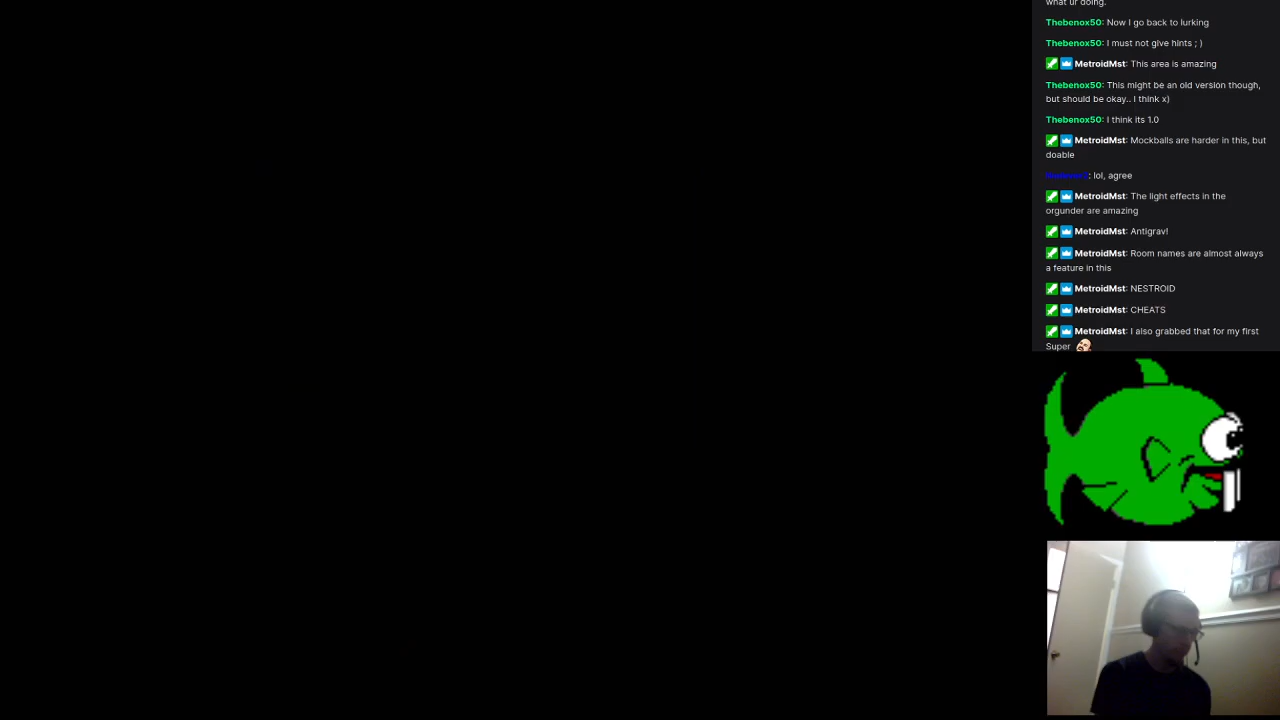 what ur doing.
Thebenox50: Now I go back to lurking
Thebenox50: I must not give hints ; )
MetroidMst: This area is amazing
Thebenox50: This might be an old version though,
but should be okay.. I think x)
Thebenox50: I think its 1.0
MetroidMst: Mockballs are harder in this, but
doable
: lol, agree
MetroidMst: The light effects in the
orgunder are amazing
MetroidMst: Antigrav!
MetroidMst: Room names are almost always
a feature in this
MetroidMst: NESTROID
MetroidMst: CHEATS
MetroidMst: I also grabbed that for my first
Super